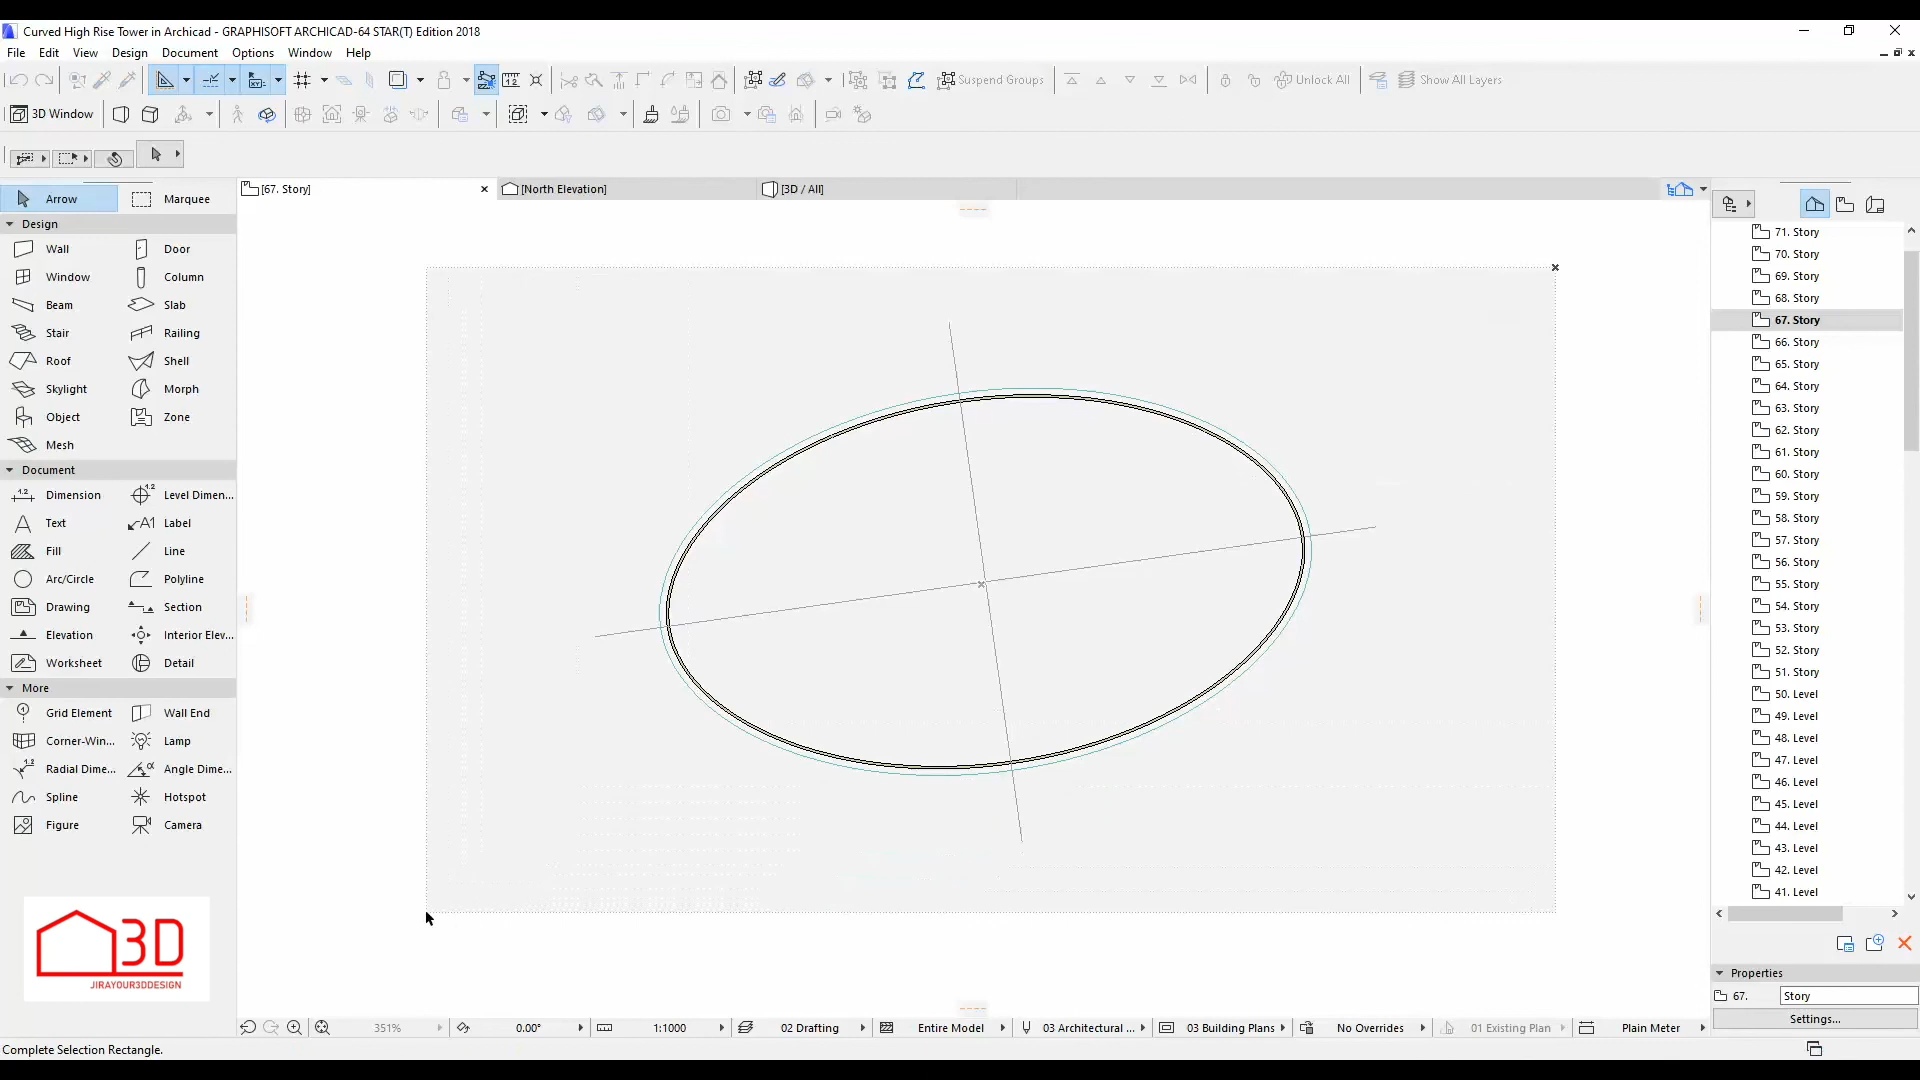 Curved High Rise Tower in Archicad - GRAPHISOFT ARCHICAD-64 STAR(T) Edition 2018
File Edit View Design Document Options Window Help
Suspend Groups Unlock All Show All Layers
3D Window
[67. Story] [North Elevation] [3D / All]
Arrow Marquee
Design
Wall Door
Window Column
Beam Slab
Stair Railing
Roof Shell
Skylight Morph
Object Zone
Mesh
Document
1.2 Dimension 1.2 Level Dimen...
A Text A1 Label
Fill Line
Arc/Circle Polyline
Drawing Section
Elevation Interior Elev...
Worksheet Detail
More
Grid Element Wall End
Corner-Win... Lamp
1.2 Radial Dime... Angle Dime...
Spline Hotspot
Figure Camera
3D
JIRAYOUR3DDESIGN
71. Story
70. Story
69. Story
68. Story
67. Story
66. Story
65. Story
64. Story
63. Story
62. Story
61. Story
60. Story
59. Story
58. Story
57. Story
56. Story
55. Story
54. Story
53. Story
52. Story
51. Story
50. Level
49. Level
48. Level
47. Level
46. Level
45. Level
44. Level
43. Level
42. Level
41. Level
Properties
67. Story
Settings...
351% 0.00° 1:1000 02 Drafting Entire Model 03 Architectural ... 03 Building Plans No Overrides 01 Existing Plan Plain Meter
Complete Selection Rectangle.